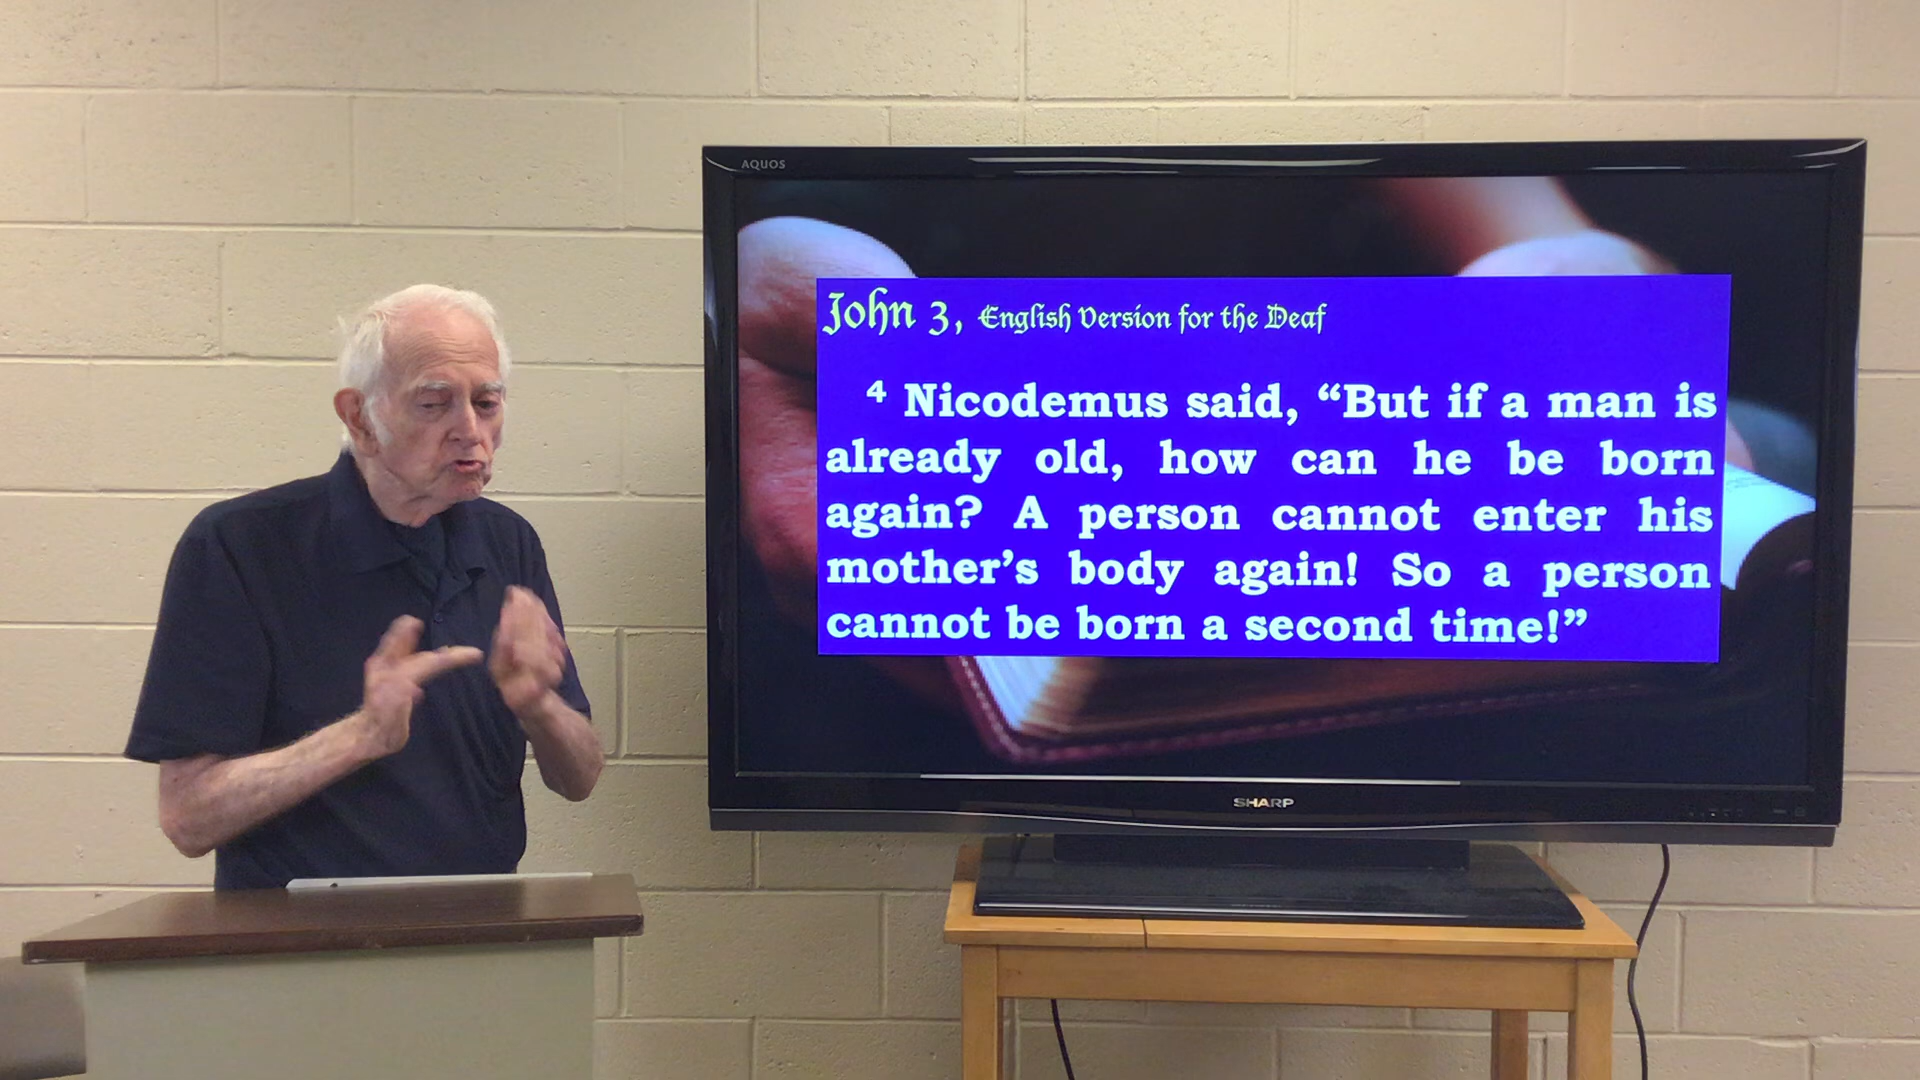 AQUOS
John 3, English Version for the Deaf
4 Nicodemus said, “But if a man is
already old, how can he be born
again? A person cannot enter his
mother’s body again! So a person
cannot be born a second time!”
SHARP